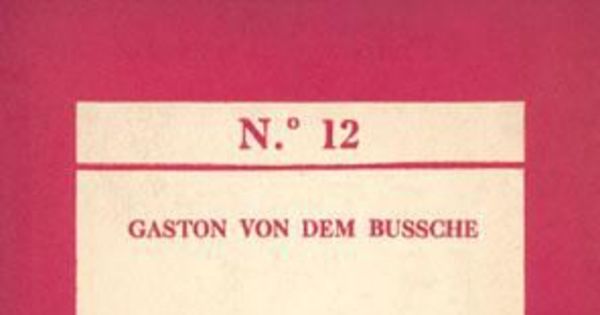 N.º 12
GASTON VON DEM BUSSCHE